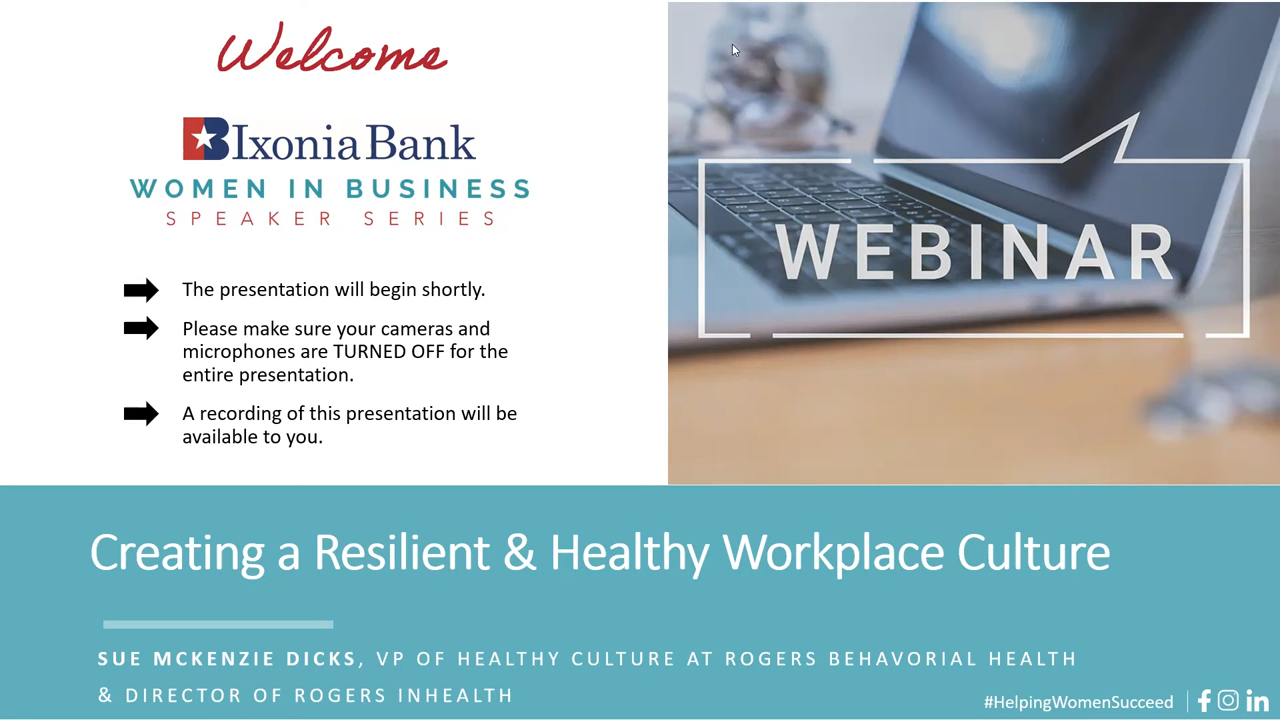 Welcome
Ixonia Bank
WOMEN IN BUSINESS
SPEAKER SERIES
The presentation will begin shortly.
Please make sure your cameras and
microphones are TURNED OFF for the
entire presentation.
A recording of this presentation will be
available to you.
WEBINAR
Creating a Resilient & Healthy Workplace Culture
SUE MCKENZIE DICKS, VP OF HEALTHY CULTURE AT ROGERS BEHAVORIAL HEALTH
& DIRECTOR OF ROGERS INHEALTH
#HelpingWomenSucceed